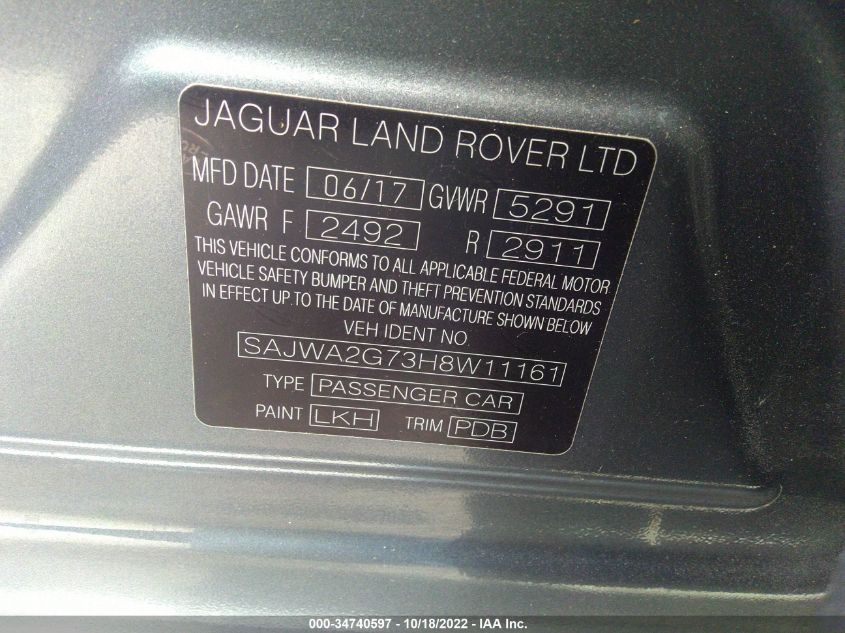 JAGUAR LAND ROVER LTD
MFD DATE 06/17 GVWR 5291
GAWR F 2492 R 2911
THIS VEHICLE CONFORMS TO ALL APPLICABLE FEDERAL MOTOR
VEHICLE SAFETY BUMPER AND THEFT PREVENTION STANDARDS
IN EFFECT UP.TO THE DATE OF MANUFACTURE SHOWN BELOW
VEH IDENT NO
SAJWA2G73H8W11161
TYPE PASSENGER CAR
PAINT LKH TRIM PDB
000-34740597 - 10/18/2022 - IAA Inc.